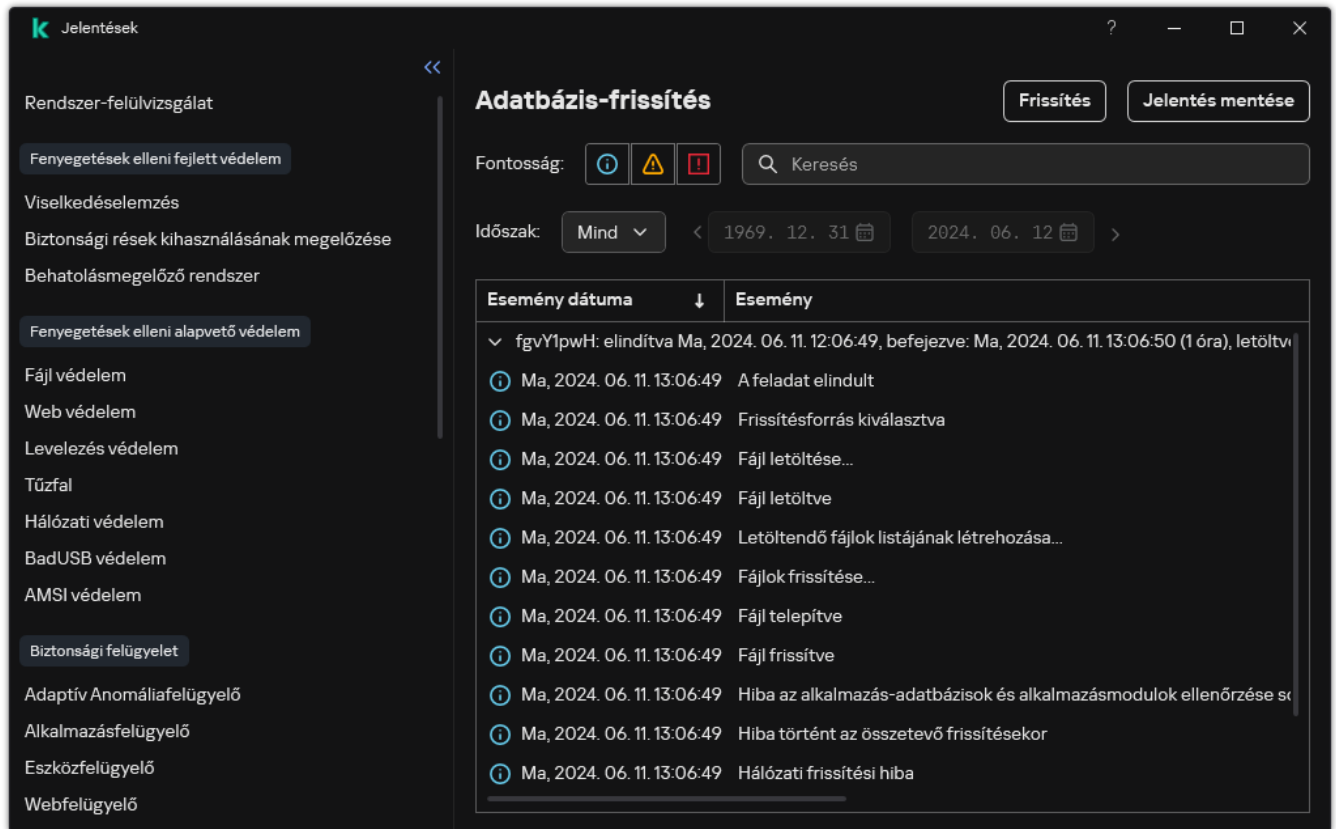 Jelentések
Rendszer-felülvizsgálat
Fenyegetések elleni fejlett védelem
Viselkedéselemzés
Biztonsági rések kihasználásának megelőzése
Behatolásmegelőző rendszer
Fenyegetések elleni alapvető védelem
Fájl védelem
Web védelem
Levelezés védelem
Tűzfal
Hálózati védelem
BadUSB védelem
AMSI védelem
Biztonsági felügyelet
Adaptív Anomáliafelügyelő
Alkalmazásfelügyelő
Eszközfelügyelő
Webfelügyelő
Adatbázis-frissítés
Frissítés
Jelentés mentése
Fontosság:
Keresés
Időszak: Mind 1969. 12. 31 2024. 06. 12
Esemény dátuma Esemény
fgvY1pwH: elindítva Ma, 2024. 06. 11. 12:06:49, befejezve: Ma, 2024. 06. 11. 13:06:50 (1 óra), letöltv
Ma, 2024. 06. 11. 13:06:49 A feladat elindult
Ma, 2024. 06. 11. 13:06:49 Frissítésforrás kiválasztva
Ma, 2024. 06. 11. 13:06:49 Fájl letöltése...
Ma, 2024. 06. 11. 13:06:49 Fájl letöltve
Ma, 2024. 06. 11. 13:06:49 Letöltendő fájlok listájának létrehozása...
Ma, 2024. 06. 11. 13:06:49 Fájlok frissítése...
Ma, 2024. 06. 11. 13:06:49 Fájl telepítve
Ma, 2024. 06. 11. 13:06:49 Fájl frissítve
Ma, 2024. 06. 11. 13:06:49 Hiba az alkalmazás-adatbázisok és alkalmazásmodulok ellenőrzése
Ma, 2024. 06. 11. 13:06:49 Hiba történt az összetevő frissítésekor
Ma, 2024. 06. 11. 13:06:49 Hálózati frissítési hiba